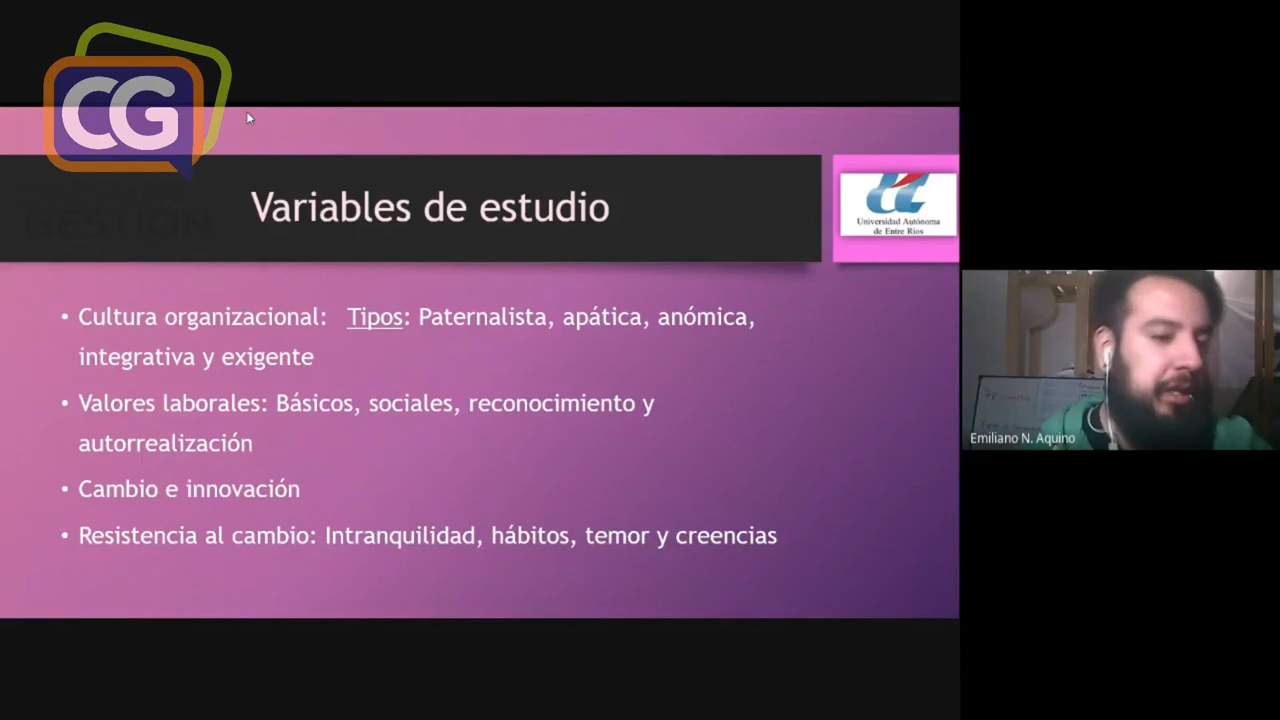 CG
GESTIÓN
Variables de estudio
Universidad Autónoma
de Entre Ríos
• Cultura organizacional: Tipos: Paternalista, apática, anómica,
integrativa y exigente
• Valores laborales: Básicos, sociales, reconocimiento y
autorrealización
• Cambio e innovación
• Resistencia al cambio: Intranquilidad, hábitos, temor y creencias
Emiliano N. Aquino